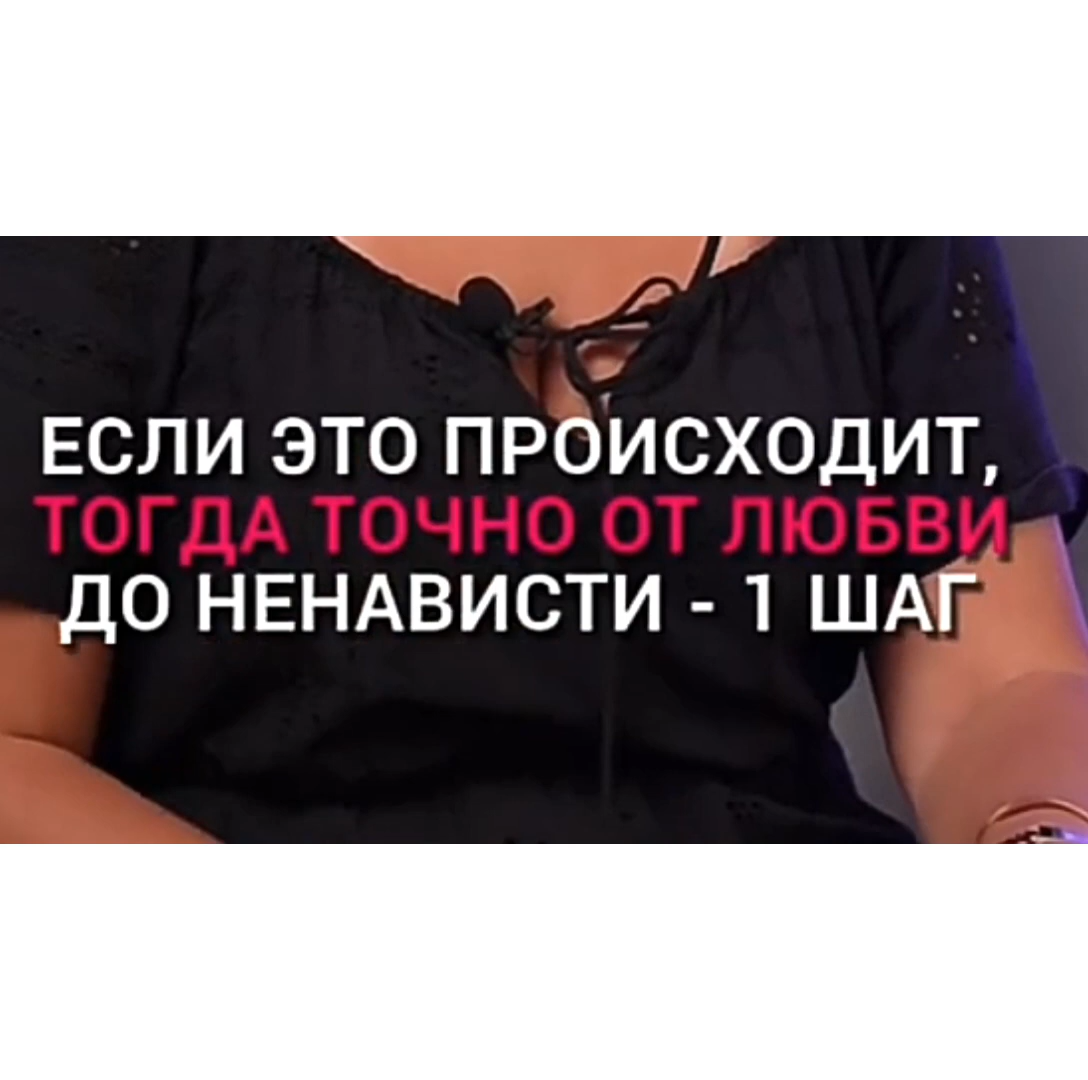 ЕСЛИ ЭТО ПРОИСХОДИТ,
ТОГДА ТОЧНО ОТ ЛЮБВИ
ДО НЕНАВИСТИ - 1 ШАГ